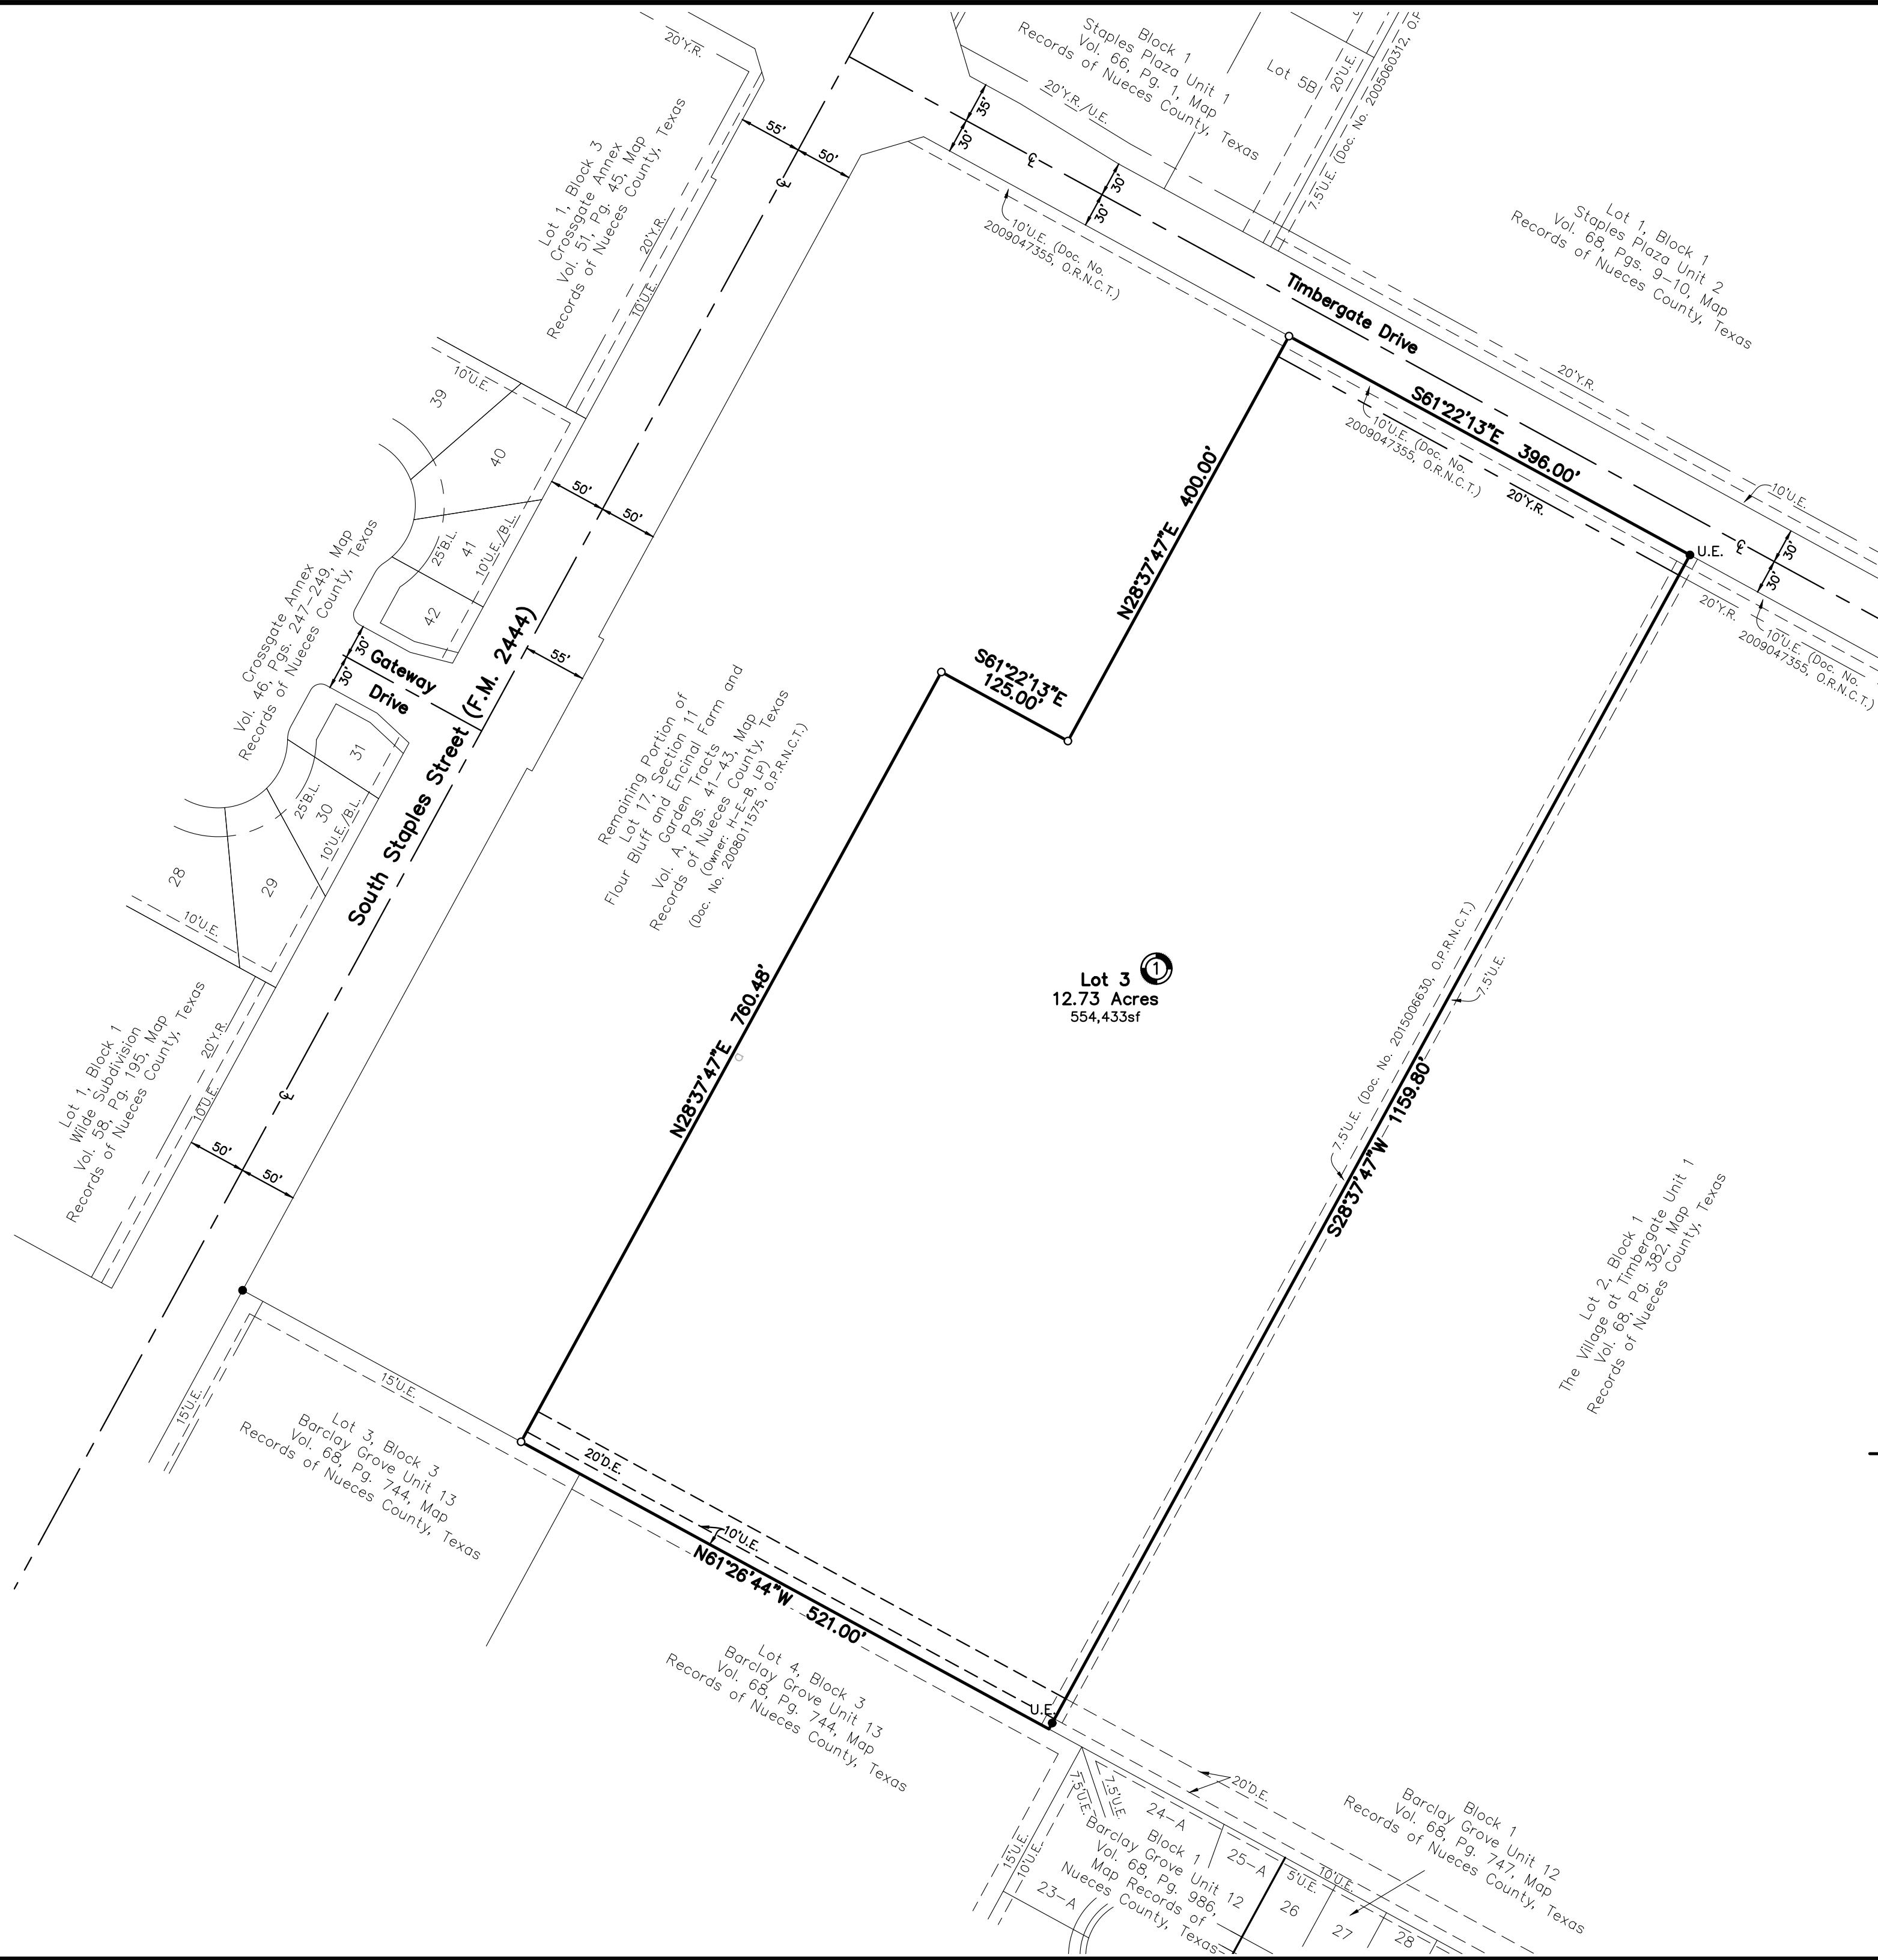 20'Y.R.
Block 1
Staples Plaza Unit 1
Vol. 66, Pg. 1, Map
Records of Nueces County, Texas
Lot 5B
20'U.E.
7.5'U.E. (Doc. No. 2005060312, O.P
20'Y.R./U.E.
35'
30'
55'
50'
℄
℄
30'
30'
Lot 1, Block 3
Crossgate Annex
Vol. 51, Pg. 45, Map
Records of Nueces County, Texas
20'Y.R.
10'U.E.
10'U.E. (Doc. No.
2009047355, O.R.N.C.T.)
Lot 1, Block 1
Staples Plaza Unit 2
Vol. 68, Pgs. 9-10, Map
Records of Nueces County, Texas
Timbergate Drive
20'Y.R.
S61°22'13"E 396.00'
10'U.E. (Doc. No.
2009047355, O.R.N.C.T.)
20'Y.R.
10'U.E.
U.E.
℄
30'
30'
20'Y.R.
10'U.E. (Doc. No.
2009047355, O.R.N.C.T.)
10'U.E.
39
40
41
42
25'B.L.
10'U.E./B.L.
50'
50'
N28°37'47"E 400.00'
Crossgate Annex
Vol. 46, Pgs. 247-249, Map
Records of Nueces County, Texas
30'
30'
Gateway
Drive
55'
South Staples Street (F.M. 2444)
S61°22'13"E
125.00'
31
30
29
28
25'B.L.
10'U.E./B.L.
10'U.E.
Remaining Portion of
Lot 17, Section 11
Flour Bluff and Encinal Farm and
Garden Tracts
Vol. A, Pgs. 41-43, Map
Records of Nueces County, Texas
(Owner: H-E-B, LP)
(Doc. No. 2008011575, O.P.R.N.C.T.)
N28°37'47"E 760.48'
Lot 3
1
12.73 Acres
554,433sf
7.5'U.E. (Doc. No. 2015006630, O.P.R.N.C.T.)
7.5'U.E.
S28°37'47"W 1159.80'
Lot 1, Block 1
Wilde Subdivision
Vol. 58, Pg. 195, Map
Records of Nueces County, Texas
20'Y.R.
10'U.E.
℄
50'
50'
Lot 2, Block 1
The Village at Timbergate Unit 1
Vol. 68, Pg. 382, Map
Records of Nueces County, Texas
15'U.E.
15'U.E.
Lot 3, Block 3
Barclay Grove Unit 13
Vol. 68, Pg. 744, Map
Records of Nueces County, Texas
20'D.E.
10'U.E.
N61°26'44"W 521.00'
Lot 4, Block 3
Barclay Grove Unit 13
Vol. 68, Pg. 744, Map
Records of Nueces County, Texas
U.E.
20'D.E.
7.5'U.E.
7.5'U.E.
15'U.E.
10'U.E.
23-A
24-A
25-A
Block 1
Barclay Grove Unit 12
Vol. 68, Pg. 986,
Map Records of
Nueces County, Texas
5'U.E.
10'U.E.
26
27
28
Block 1
Barclay Grove Unit 12
Vol. 68, Pg. 747, Map
Records of Nueces County, Texas